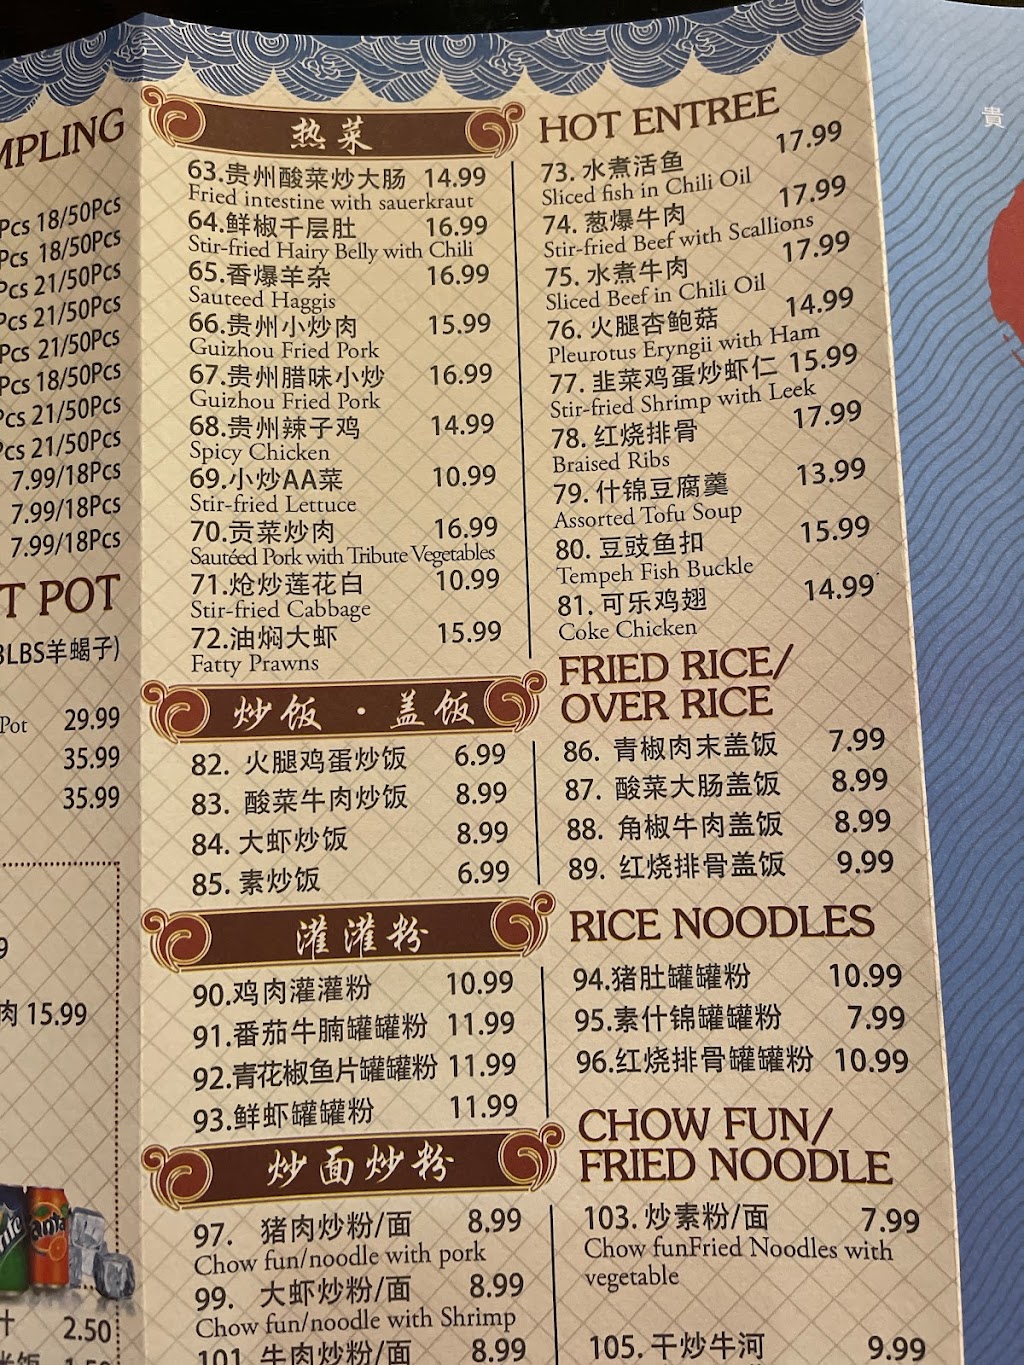 MPLING
Pcs 18/50Pcs
Pcs 18/50Pcs
Pcs 21/50Pcs
Pcs 21/50Pcs
Pcs 21/50Pcs
Pcs 18/50Pcs
Pcs 21/50Pcs
Pcs 21/50Pcs
7.99/18Pcs
7.99/18Pcs
7.99/18Pcs
T POT
BLBS羊蝎子)
Pot 29.99
35.99
35.99
9
肉 15.99
汁 2.50
热菜
HOT ENTREE
63.贵州酸菜炒大肠 14.99
Fried intestine with sauerkraut
64.鲜椒千层肚 16.99
Stir-fried Hairy Belly with Chili
65.香爆羊杂 16.99
Sauteed Haggis
66.贵州小炒肉 15.99
Guizhou Fried Pork
67.贵州腊味小炒 16.99
Guizhou Fried Pork
68.贵州辣子鸡 14.99
Spicy Chicken
69.小炒AA菜 10.99
Stir-fried Lettuce
70.贡菜炒肉 16.99
Sautéed Pork with Tribute Vegetables
71.炝炒莲花白 10.99
Stir-fried Cabbage
72.油焖大虾 15.99
Fatty Prawns
73. 水煮活鱼 17.99
Sliced fish in Chili Oil
74. 葱爆牛肉 17.99
Stir-fried Beef with Scallions
75. 水煮牛肉 17.99
Sliced Beef in Chili Oil
76. 火腿杏鲍菇 14.99
Pleurotus Eryngii with Ham
77. 韭菜鸡蛋炒虾仁 15.99
Stir-fried Shrimp with Leek
78. 红烧排骨 17.99
Braised Ribs
79. 什锦豆腐羹 13.99
Assorted Tofu Soup
80. 豆豉鱼扣 15.99
Tempeh Fish Buckle
81. 可乐鸡翅 14.99
Coke Chicken
炒饭 · 盖饭
FRIED RICE/
OVER RICE
82. 火腿鸡蛋炒饭 6.99
83. 酸菜牛肉炒饭 8.99
84. 大虾炒饭 8.99
85. 素炒饭 6.99
86. 青椒肉末盖饭 7.99
87. 酸菜大肠盖饭 8.99
88. 角椒牛肉盖饭 8.99
89. 红烧排骨盖饭 9.99
灌灌粉
RICE NOODLES
90.鸡肉灌灌粉 10.99
91.番茄牛腩罐罐粉 11.99
92.青花椒鱼片罐罐粉 11.99
93.鲜虾罐罐粉 11.99
94.猪肚罐罐粉 10.99
95.素什锦罐罐粉 7.99
96.红烧排骨罐罐粉 10.99
炒面炒粉
CHOW FUN/
FRIED NOODLE
97. 猪肉炒粉/面 8.99
Chow fun/noodle with pork
99. 大虾炒粉/面 8.99
Chow fun/noodle with Shrimp
101. 牛肉炒粉/面 8.99
103. 炒素粉/面 7.99
Chow funFried Noodles with
vegetable
105. 干炒牛河 9.99
貴